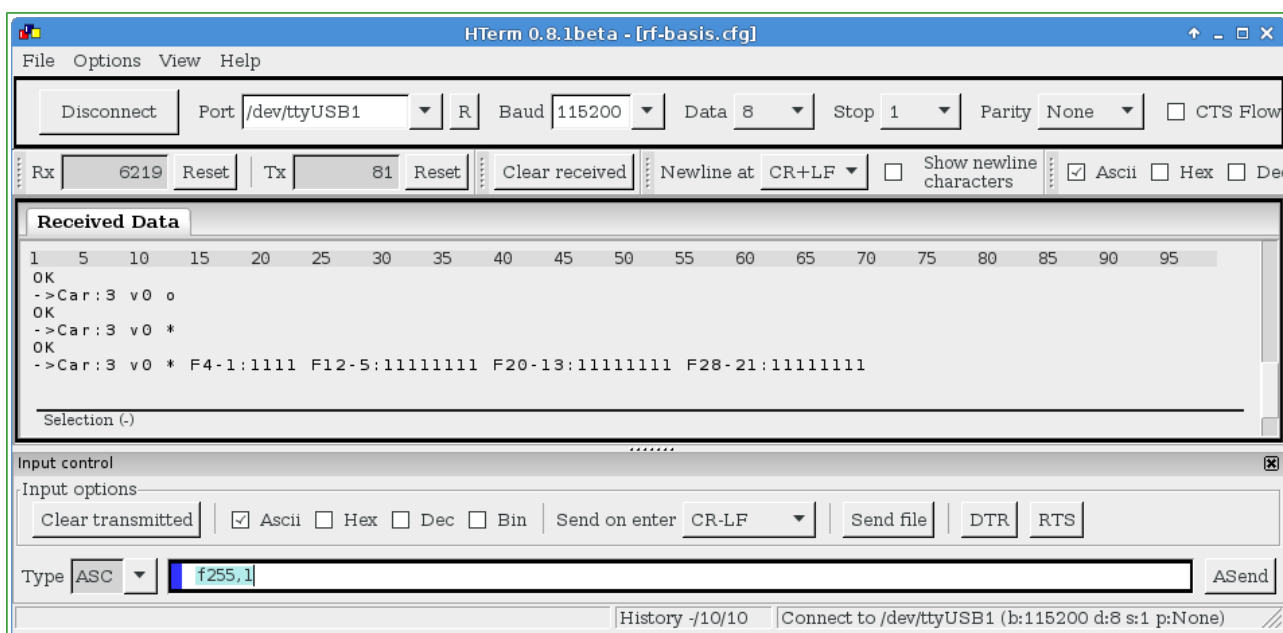 HTerm 0.8.1beta - [rf-basis.cfg]
File Options View Help
Disconnect Port /dev/ttyUSB1 R Baud 115200 Data 8 Stop 1 Parity None CTS Flow
Rx 6219 Reset Tx 81 Reset Clear received Newline at CR+LF Show newline characters Ascii Hex Dec
Received Data
1 5 10 15 20 25 30 35 40 45 50 55 60 65 70 75 80 85 90 95
OK
->Car:3 v0 o
OK
->Car:3 v0 *
OK
->Car:3 v0 * F4-1:1111 F12-5:11111111 F20-13:11111111 F28-21:11111111
Selection (-)
Input control
Input options
Clear transmitted Ascii Hex Dec Bin Send on enter CR-LF Send file DTR RTS
Type ASC f255,1 ASend
History -/10/10 Connect to /dev/ttyUSB1 (b:115200 d:8 s:1 p:None)